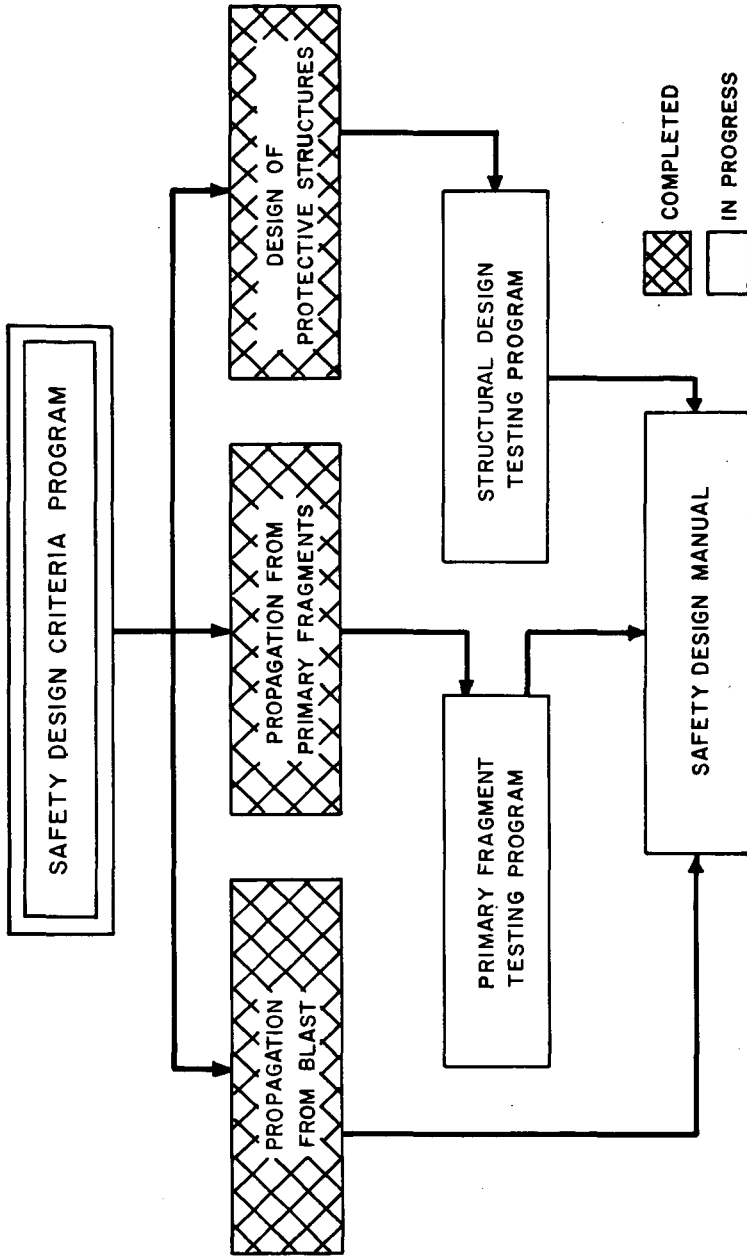 SAFETY DESIGN CRITERIA PROGRAM
PROPAGATION
FROM BLAST
PROPAGATION FROM
PRIMARY FRAGMENTS
DESIGN OF
PROTECTIVE STRUCTURES
PRIMARY FRAGMENT
TESTING PROGRAM
STRUCTURAL DESIGN
TESTING PROGRAM
SAFETY DESIGN MANUAL
COMPLETED
IN PROGRESS